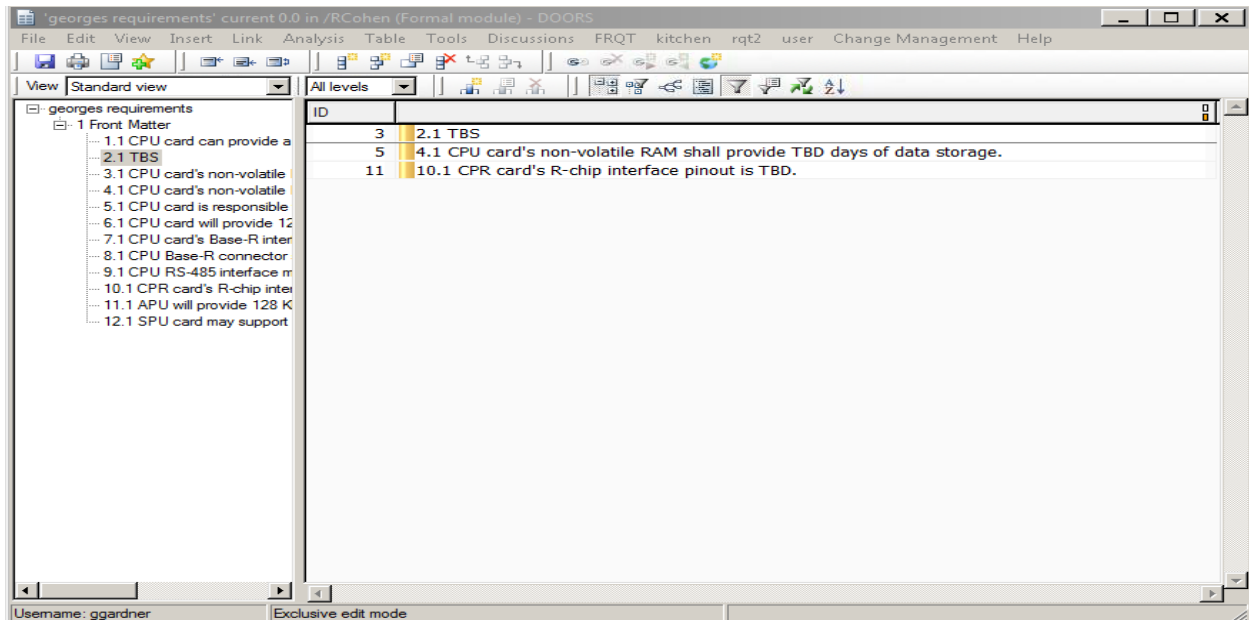 'georges requirements' current 0.0 in /RCohen (Formal module) - DOORS
File Edit View Insert Link Analysis Table Tools Discussions FRQT kitchen rqt2 user Change Management Help
View Standard view All levels
georges requirements
1 Front Matter
1.1 CPU card can provide a
2.1 TBS
3.1 CPU card's non-volatile
4.1 CPU card's non-volatile
5.1 CPU card is responsible
6.1 CPU card will provide 12
7.1 CPU card's Base-R inter
8.1 CPU Base-R connector
9.1 CPU RS-485 interface m
10.1 CPR card's R-chip inter
11.1 APU will provide 128 K
12.1 SPU card may support
ID
3 2.1 TBS
5 4.1 CPU card's non-volatile RAM shall provide TBD days of data storage.
11 10.1 CPR card's R-chip interface pinout is TBD.
Username: ggardner Exclusive edit mode